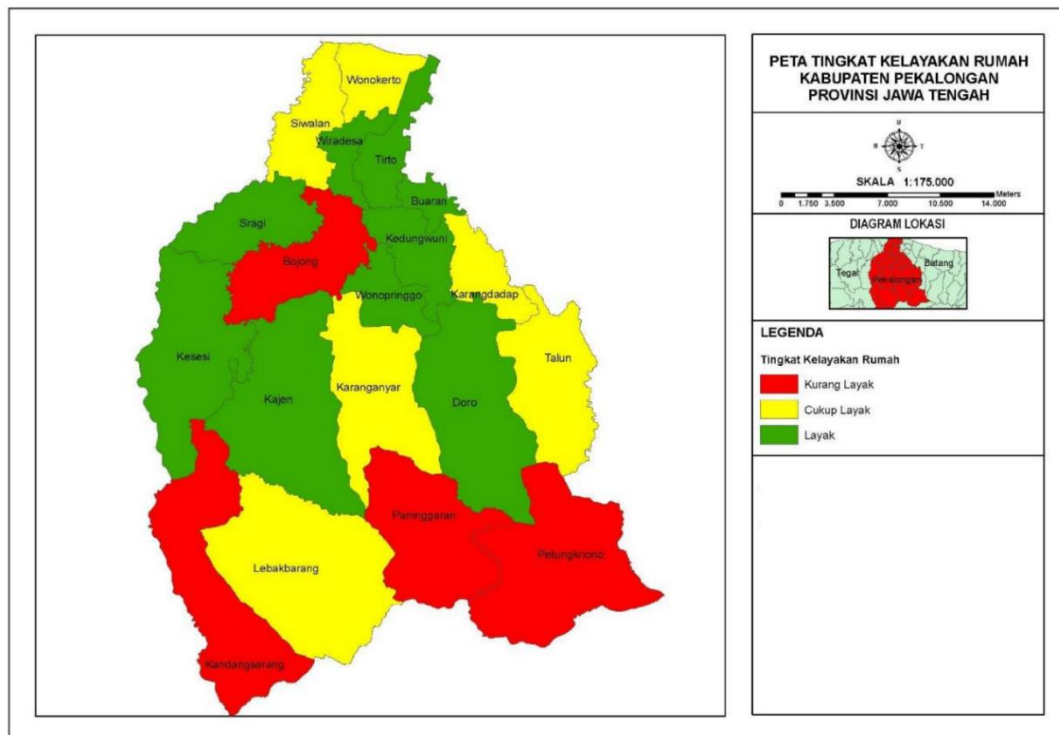 Wonokerto
Siwalan
Wiradesa
Tirto
Buaran
Sragi
Kedungwuni
Bojong
Wonopringgo
Karangdadap
Kesesi
Talun
Karanganyar
Kajen
Doro
Paninggaran
Petungkriono
Lebakbarang
Kandangserang
PETA TINGKAT KELAYAKAN RUMAH
KABUPATEN PEKALONGAN
PROVINSI JAWA TENGAH
U
B T
S
SKALA 1:175.000
Meters
0 1.750 3.500 7.000 10.500 14.000
DIAGRAM LOKASI
Tegal
Batang
Pekalongan
LEGENDA
Tingkat Kelayakan Rumah
Kurang Layak
Cukup Layak
Layak